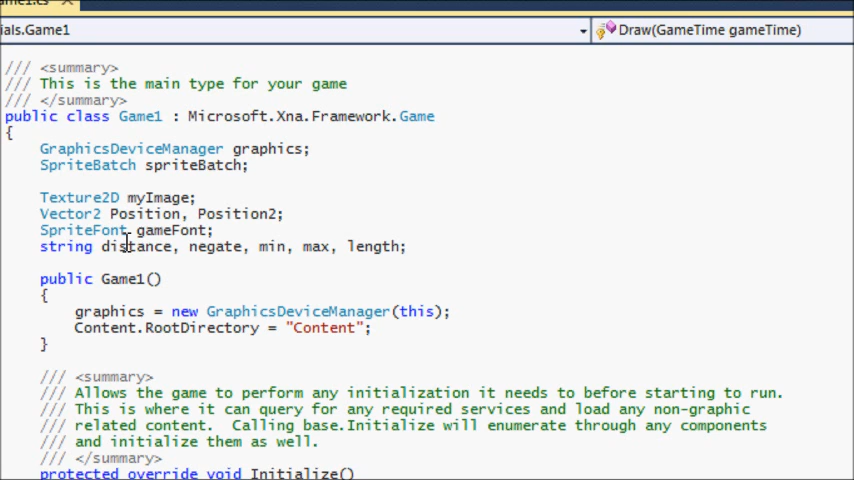 ials.Game1
Draw(GameTime gameTime)
/// <summary>
/// This is the main type for your game
/// </summary>
public class Game1 : Microsoft.Xna.Framework.Game
{
GraphicsDeviceManager graphics;
SpriteBatch spriteBatch;
Texture2D myImage;
Vector2 Position, Position2;
SpriteFont gameFont;
string distance, negate, min, max, length;
public Game1()
{
graphics = new GraphicsDeviceManager(this);
Content.RootDirectory = "Content";
}
/// <summary>
/// Allows the game to perform any initialization it needs to before starting to run.
/// This is where it can query for any required services and load any non-graphic
/// related content.  Calling base.Initialize will enumerate through any components
/// and initialize them as well.
/// </summary>
protected override void Initialize()